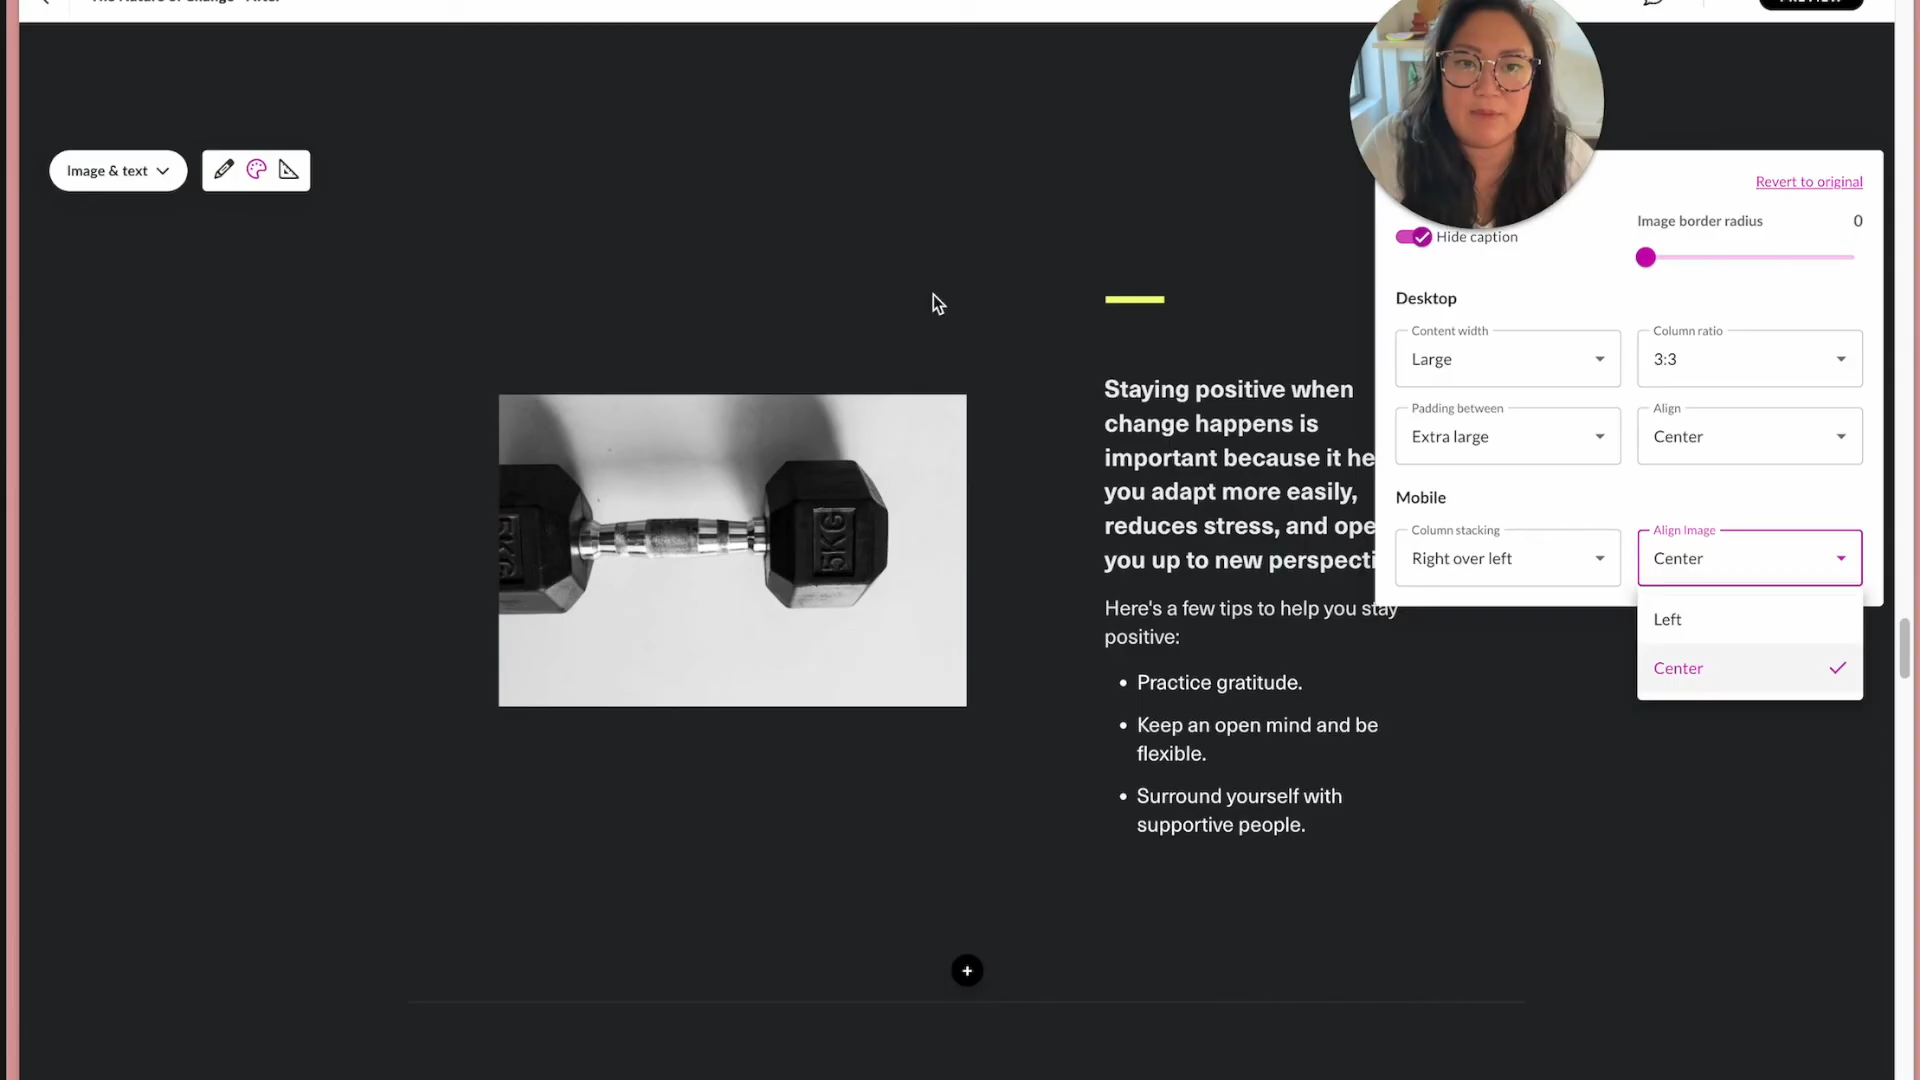 Image & text
Revert to original
Image border radius 0
Hide caption
Desktop
Content width
Large
Column ratio
3:3
Padding between
Extra large
Align
Center
Mobile
Column stacking
Right over left
Align Image
Center
Left
Center
Staying positive when
change happens is
important because it he
you adapt more easily,
reduces stress, and ope
you up to new perspecti
Here's a few tips to help you stay
positive:
• Practice gratitude.
• Keep an open mind and be
flexible.
• Surround yourself with
supportive people.
5KG
5KG
+